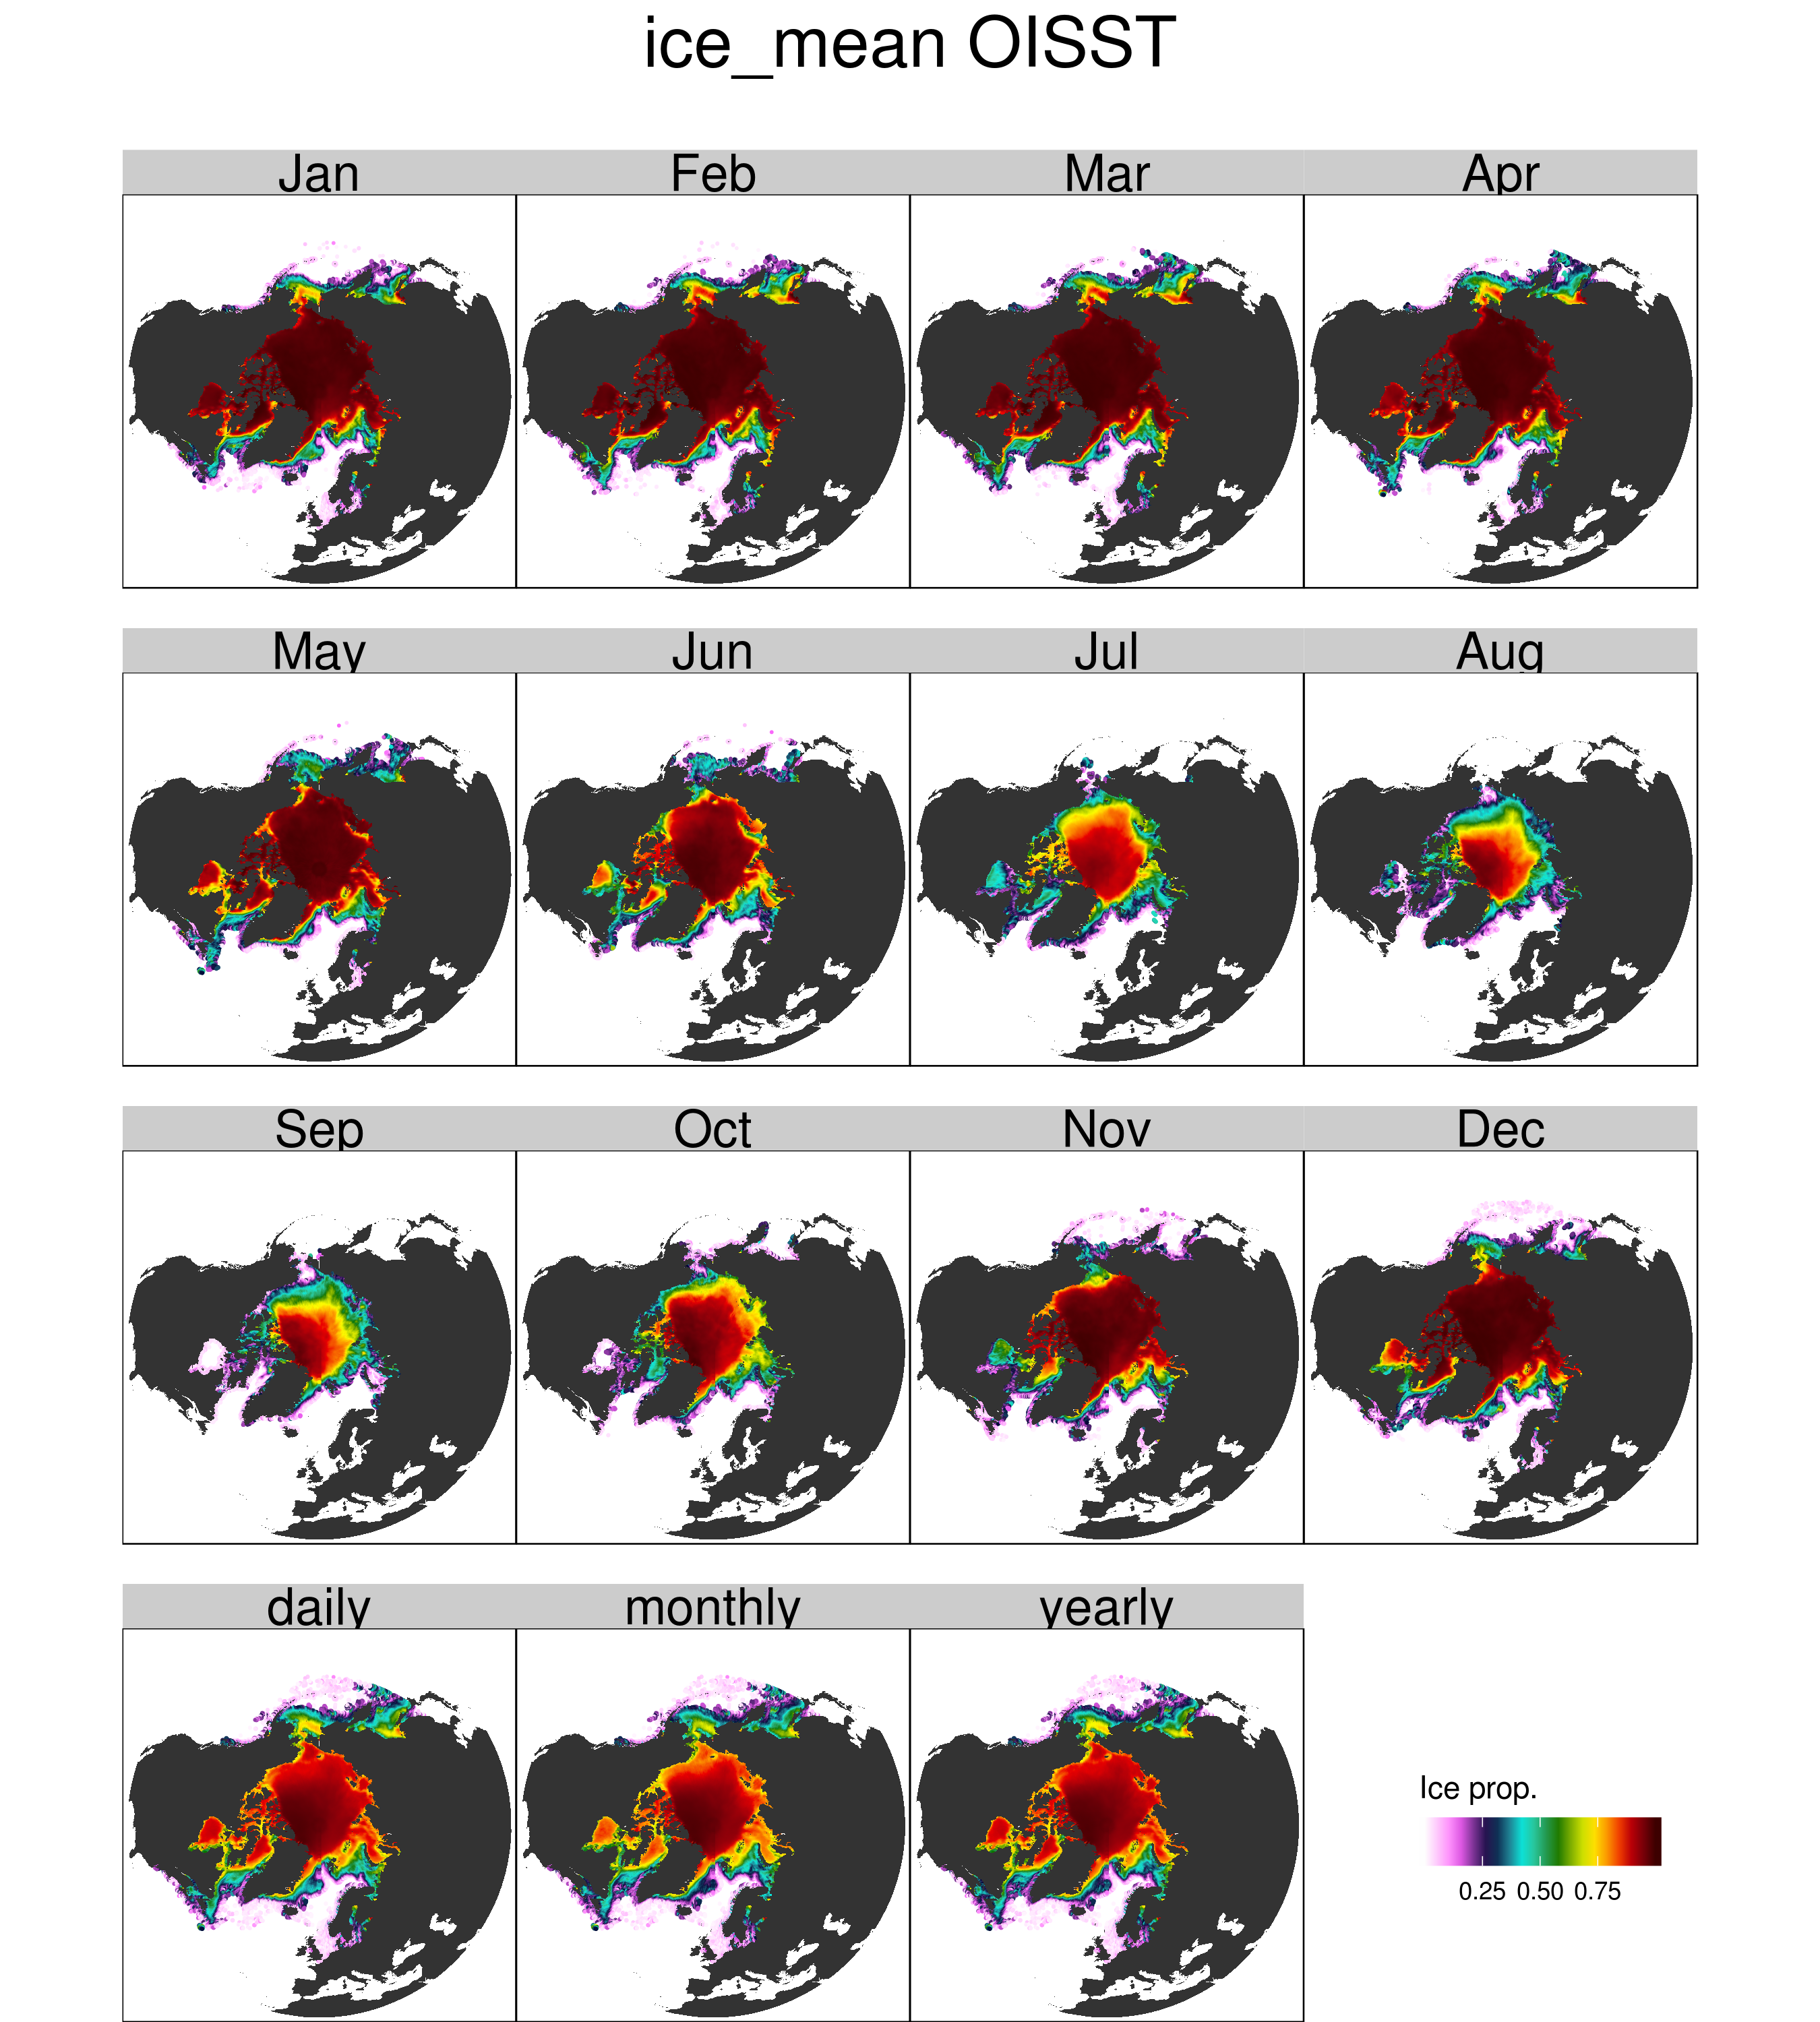 ice_mean OISST
Jan Feb Mar Apr
May Jun Jul Aug
Sep Oct Nov Dec
daily monthly yearly
Ice prop.
0.25 0.50 0.75